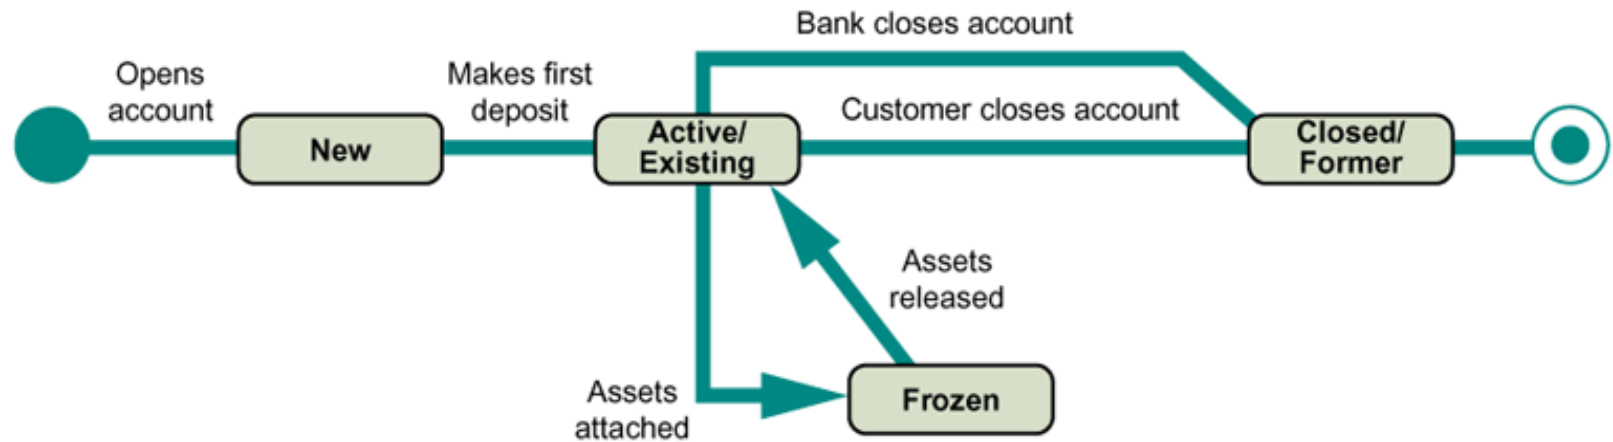 Bank closes account
Opens
account
Makes first
deposit
Customer closes account
New
Active/
Existing
Closed/
Former
Assets
released
Assets
attached
Frozen